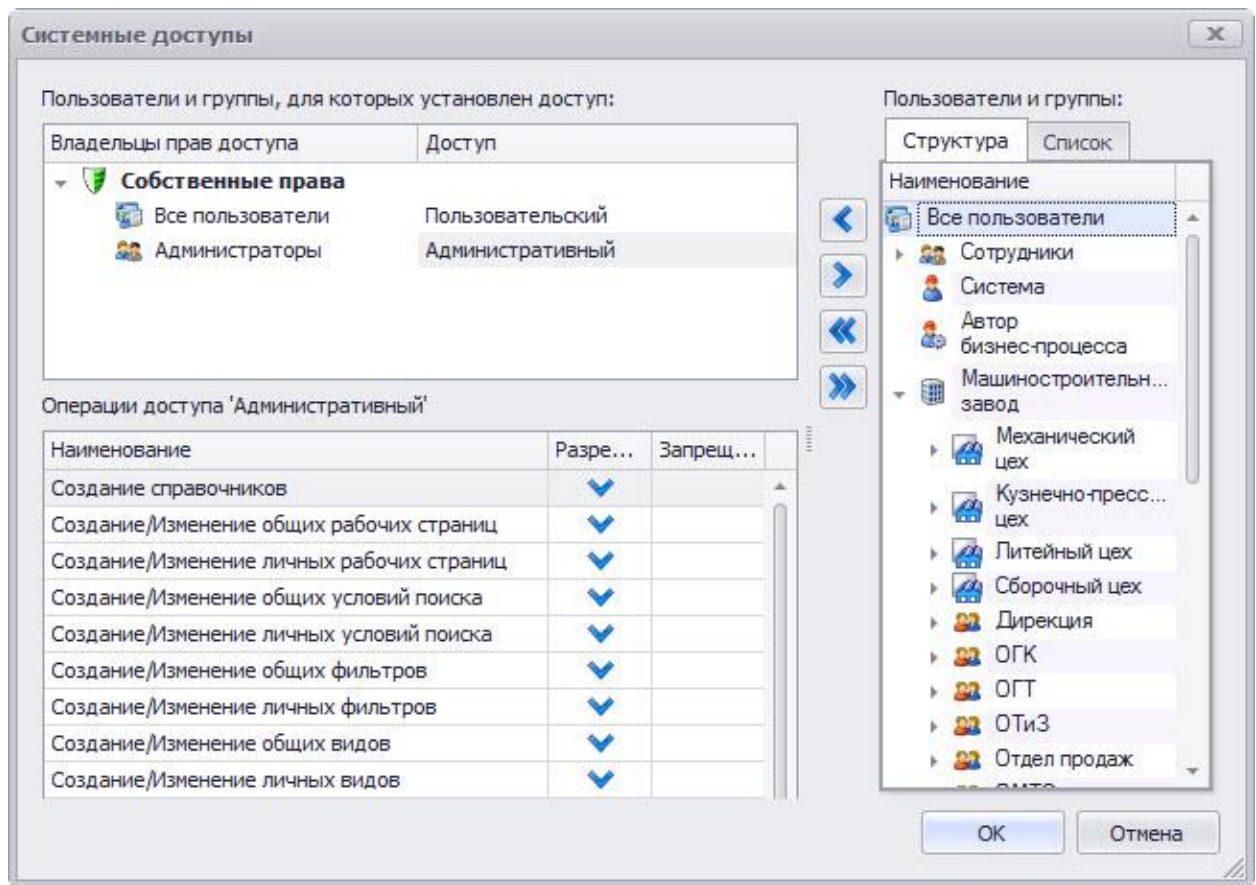 Системные доступы
Пользователи и группы, для которых установлен доступ:
Владельцы прав доступа Доступ
Собственные права
Все пользователи Пользовательский
Администраторы Административный
Операции доступа 'Административный'
Наименование Разре... Запрещ...
Создание справочников
Создание/Изменение общих рабочих страниц
Создание/Изменение личных рабочих страниц
Создание/Изменение общих условий поиска
Создание/Изменение личных условий поиска
Создание/Изменение общих фильтров
Создание/Изменение личных фильтров
Создание/Изменение общих видов
Создание/Изменение личных видов
Пользователи и группы:
Структура Список
Наименование
Все пользователи
Сотрудники
Система
Автор
бизнес-процесса
Машиностроительн...
завод
Механический
цех
Кузнечно-пресс...
цех
Литейный цех
Сборочный цех
Дирекция
ОГК
ОГТ
ОТиЗ
Отдел продаж
ОК Отмена